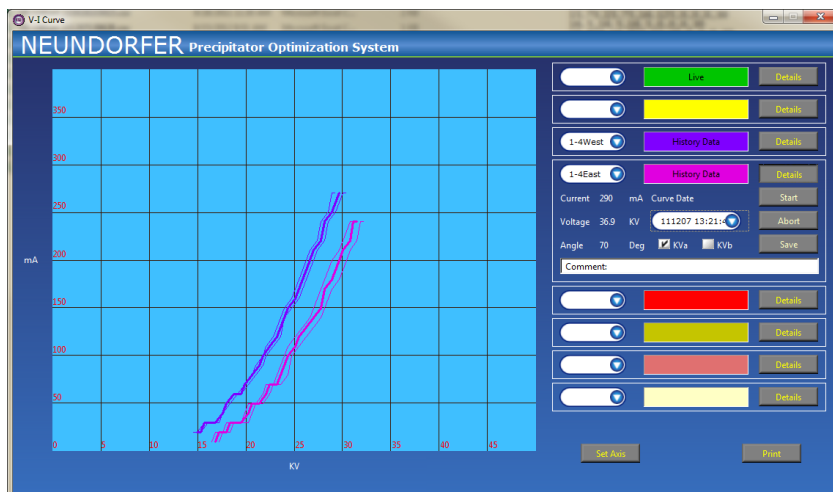 V-I Curve
NEUNDORFER Precipitator Optimization System
Live Details
Details
1-4West History Data Details
1-4East History Data Details
Current 290 mA Curve Date Start
Voltage 36.9 KV 111207 13:21:4 Abort
Angle 70 Deg KVa KVb Save
Comment:
Details
Details
Details
Details
Set Axis Print
350
300
250
200
mA
150
100
50
0 5 10 15 20 25 30 35 40 45
KV